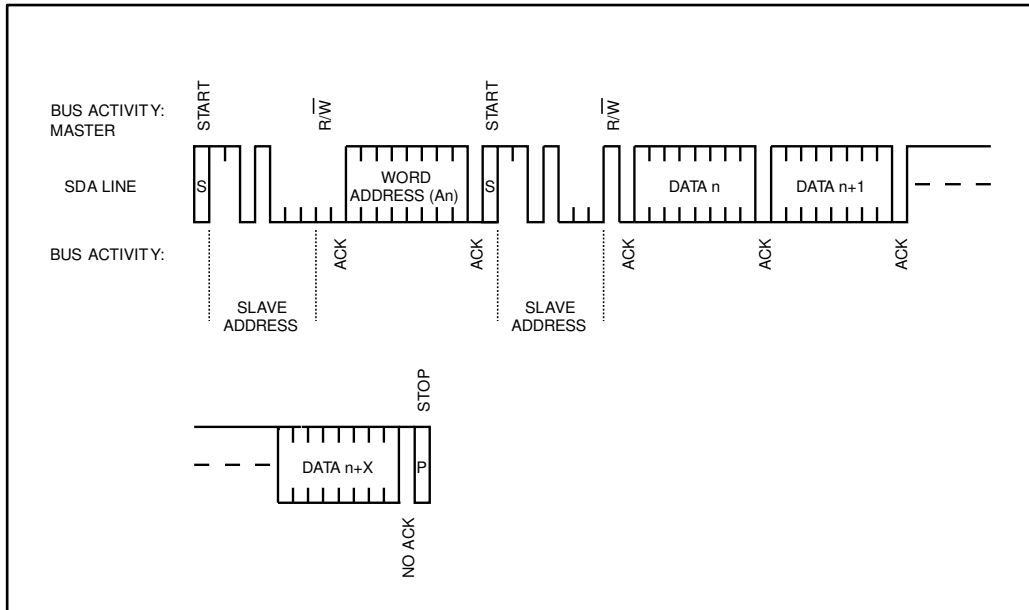 BUS ACTIVITY:
MASTER
START
R/W
START
R/W
SDA LINE
S
WORD
ADDRESS (An)
S
DATA n
DATA n+1
BUS ACTIVITY:
ACK
ACK
ACK
ACK
ACK
SLAVE
ADDRESS
SLAVE
ADDRESS
STOP
DATA n+X
P
NO ACK